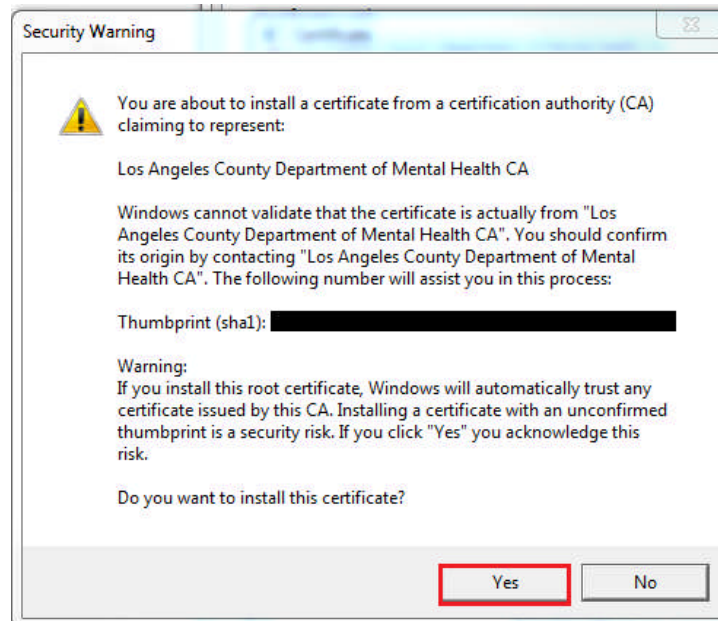 Security Warning
You are about to install a certificate from a certification authority (CA)
claiming to represent:
Los Angeles County Department of Mental Health CA
Windows cannot validate that the certificate is actually from "Los
Angeles County Department of Mental Health CA". You should confirm
its origin by contacting "Los Angeles County Department of Mental
Health CA". The following number will assist you in this process:
Thumbprint (sha1):
Warning:
If you install this root certificate, Windows will automatically trust any
certificate issued by this CA. Installing a certificate with an unconfirmed
thumbprint is a security risk. If you click "Yes" you acknowledge this
risk.
Do you want to install this certificate?
Yes
No